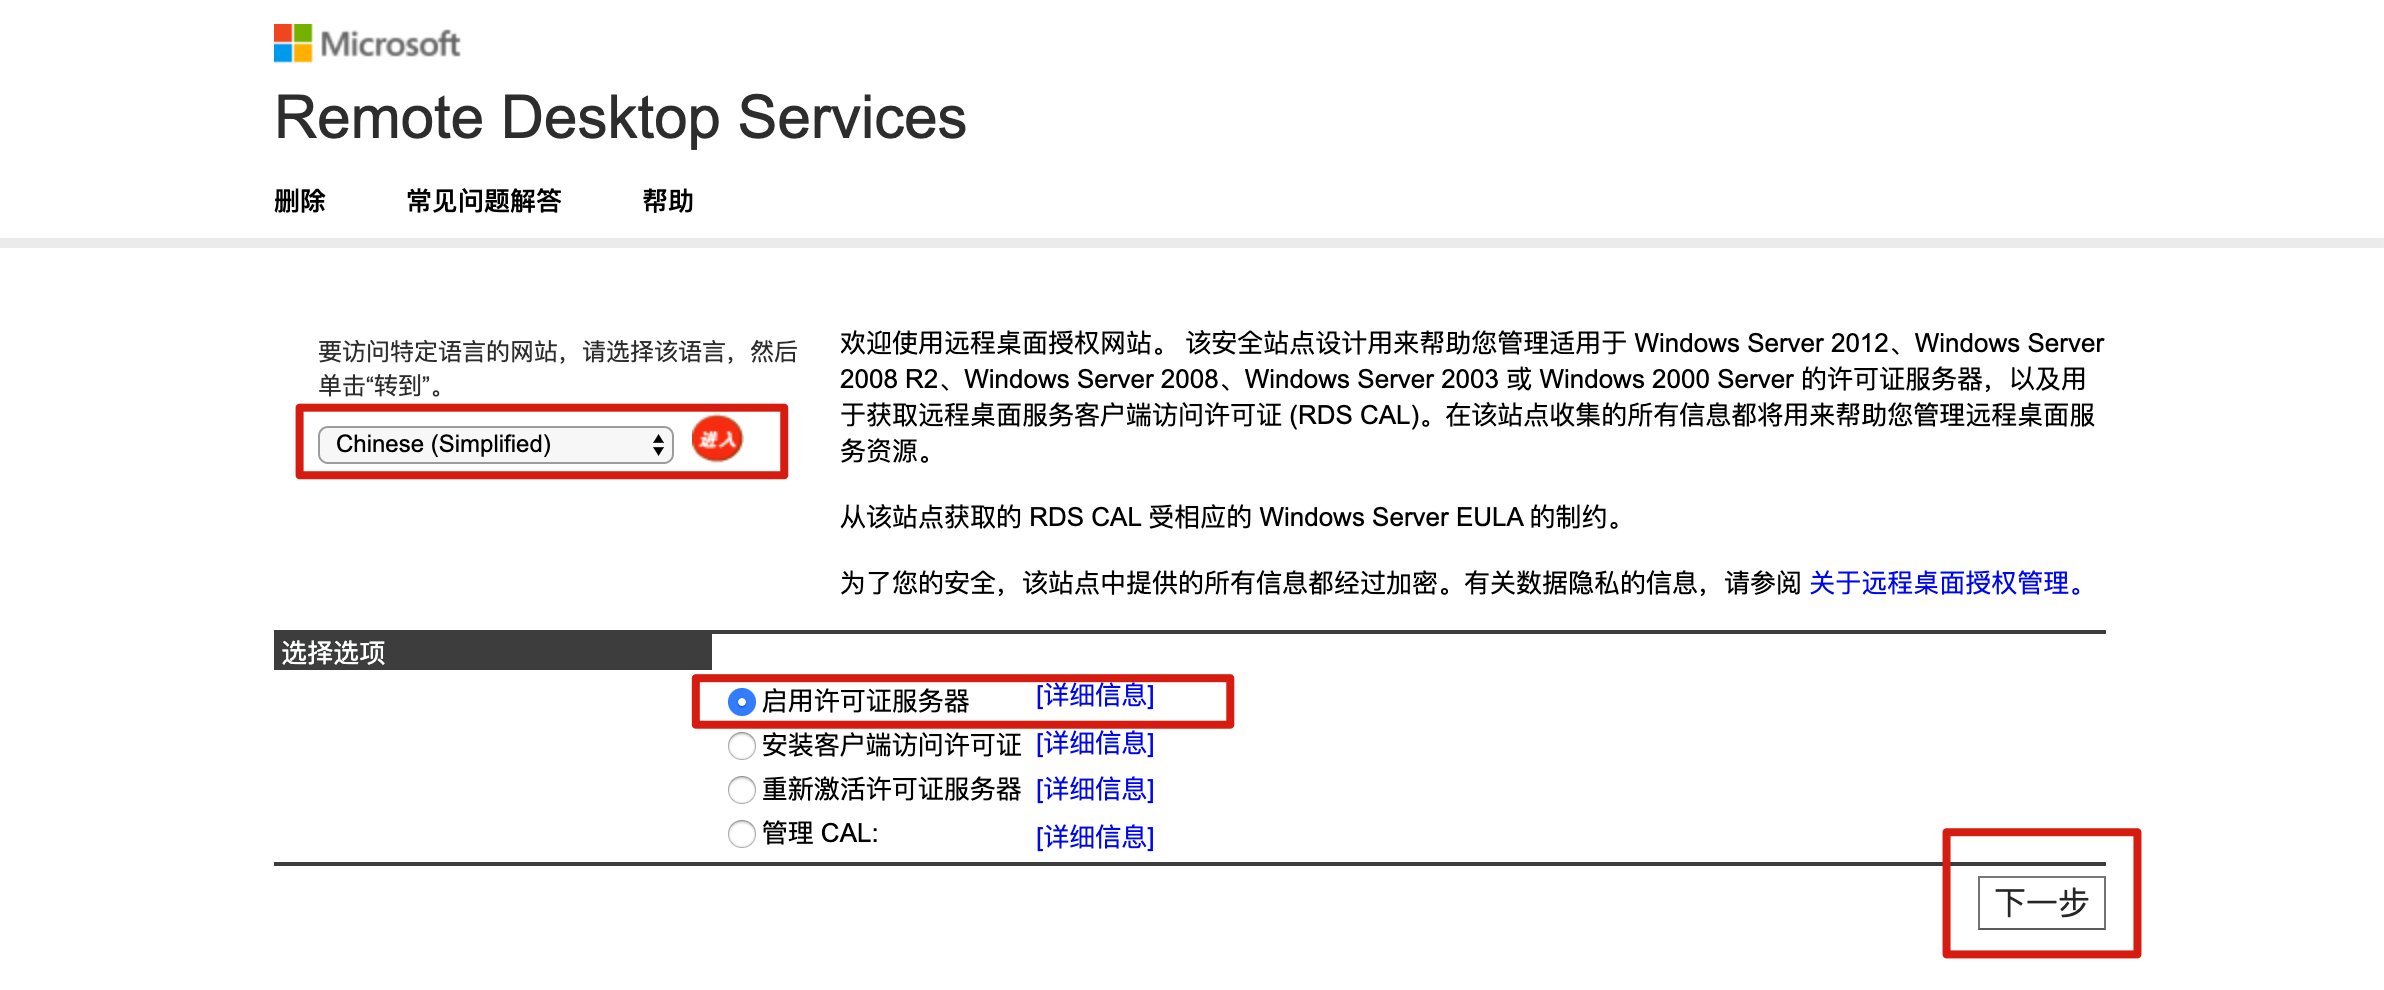 Microsoft
Remote Desktop Services
删除 常见问题解答 帮助
要访问特定语言的网站，请选择该语言，然后
单击“转到”。
Chinese (Simplified) 进入
欢迎使用远程桌面授权网站。 该安全站点设计用来帮助您管理适用于 Windows Server 2012、Windows Server
2008 R2、Windows Server 2008、Windows Server 2003 或 Windows 2000 Server 的许可证服务器，以及用
于获取远程桌面服务客户端访问许可证 (RDS CAL)。在该站点收集的所有信息都将用来帮助您管理远程桌面服
务资源。
从该站点获取的 RDS CAL 受相应的 Windows Server EULA 的制约。
为了您的安全，该站点中提供的所有信息都经过加密。有关数据隐私的信息，请参阅 关于远程桌面授权管理。
选择选项
启用许可证服务器 [详细信息]
安装客户端访问许可证 [详细信息]
重新激活许可证服务器 [详细信息]
管理 CAL: [详细信息]
下一步